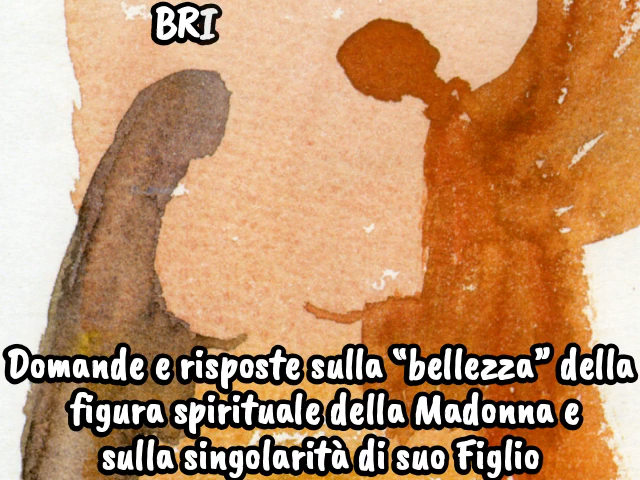 BRI
Domande e risposte sulla “bellezza” della
figura spirituale della Madonna e
sulla singolarità di suo Figlio